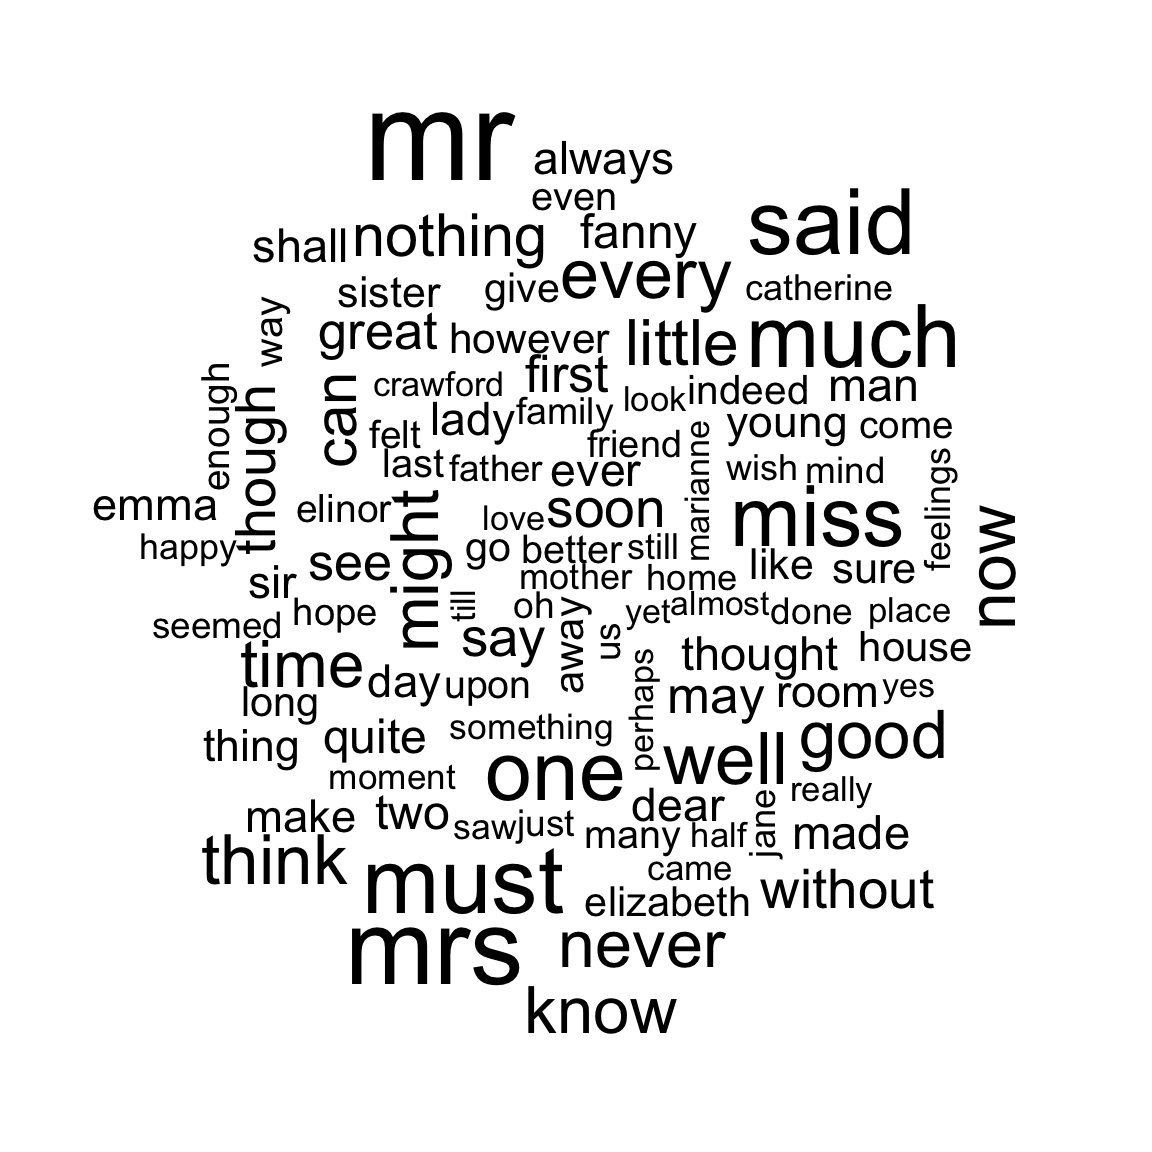 mr always
even
shall nothing fanny said
sister give every catherine
way great however little much
enough though can crawford first look indeed man
felt lady family friend young come
last father ever marianne wish mind feelings
emma elinor might love soon miss now
happy see go better still like sure
sir mother home
seemed hope till oh away us yet almost done place
time say thought house
long day upon perhaps may room yes
thing quite something well good
moment one really
make two saw just dear many half jane made
think must came
elizabeth without
mrs never
know